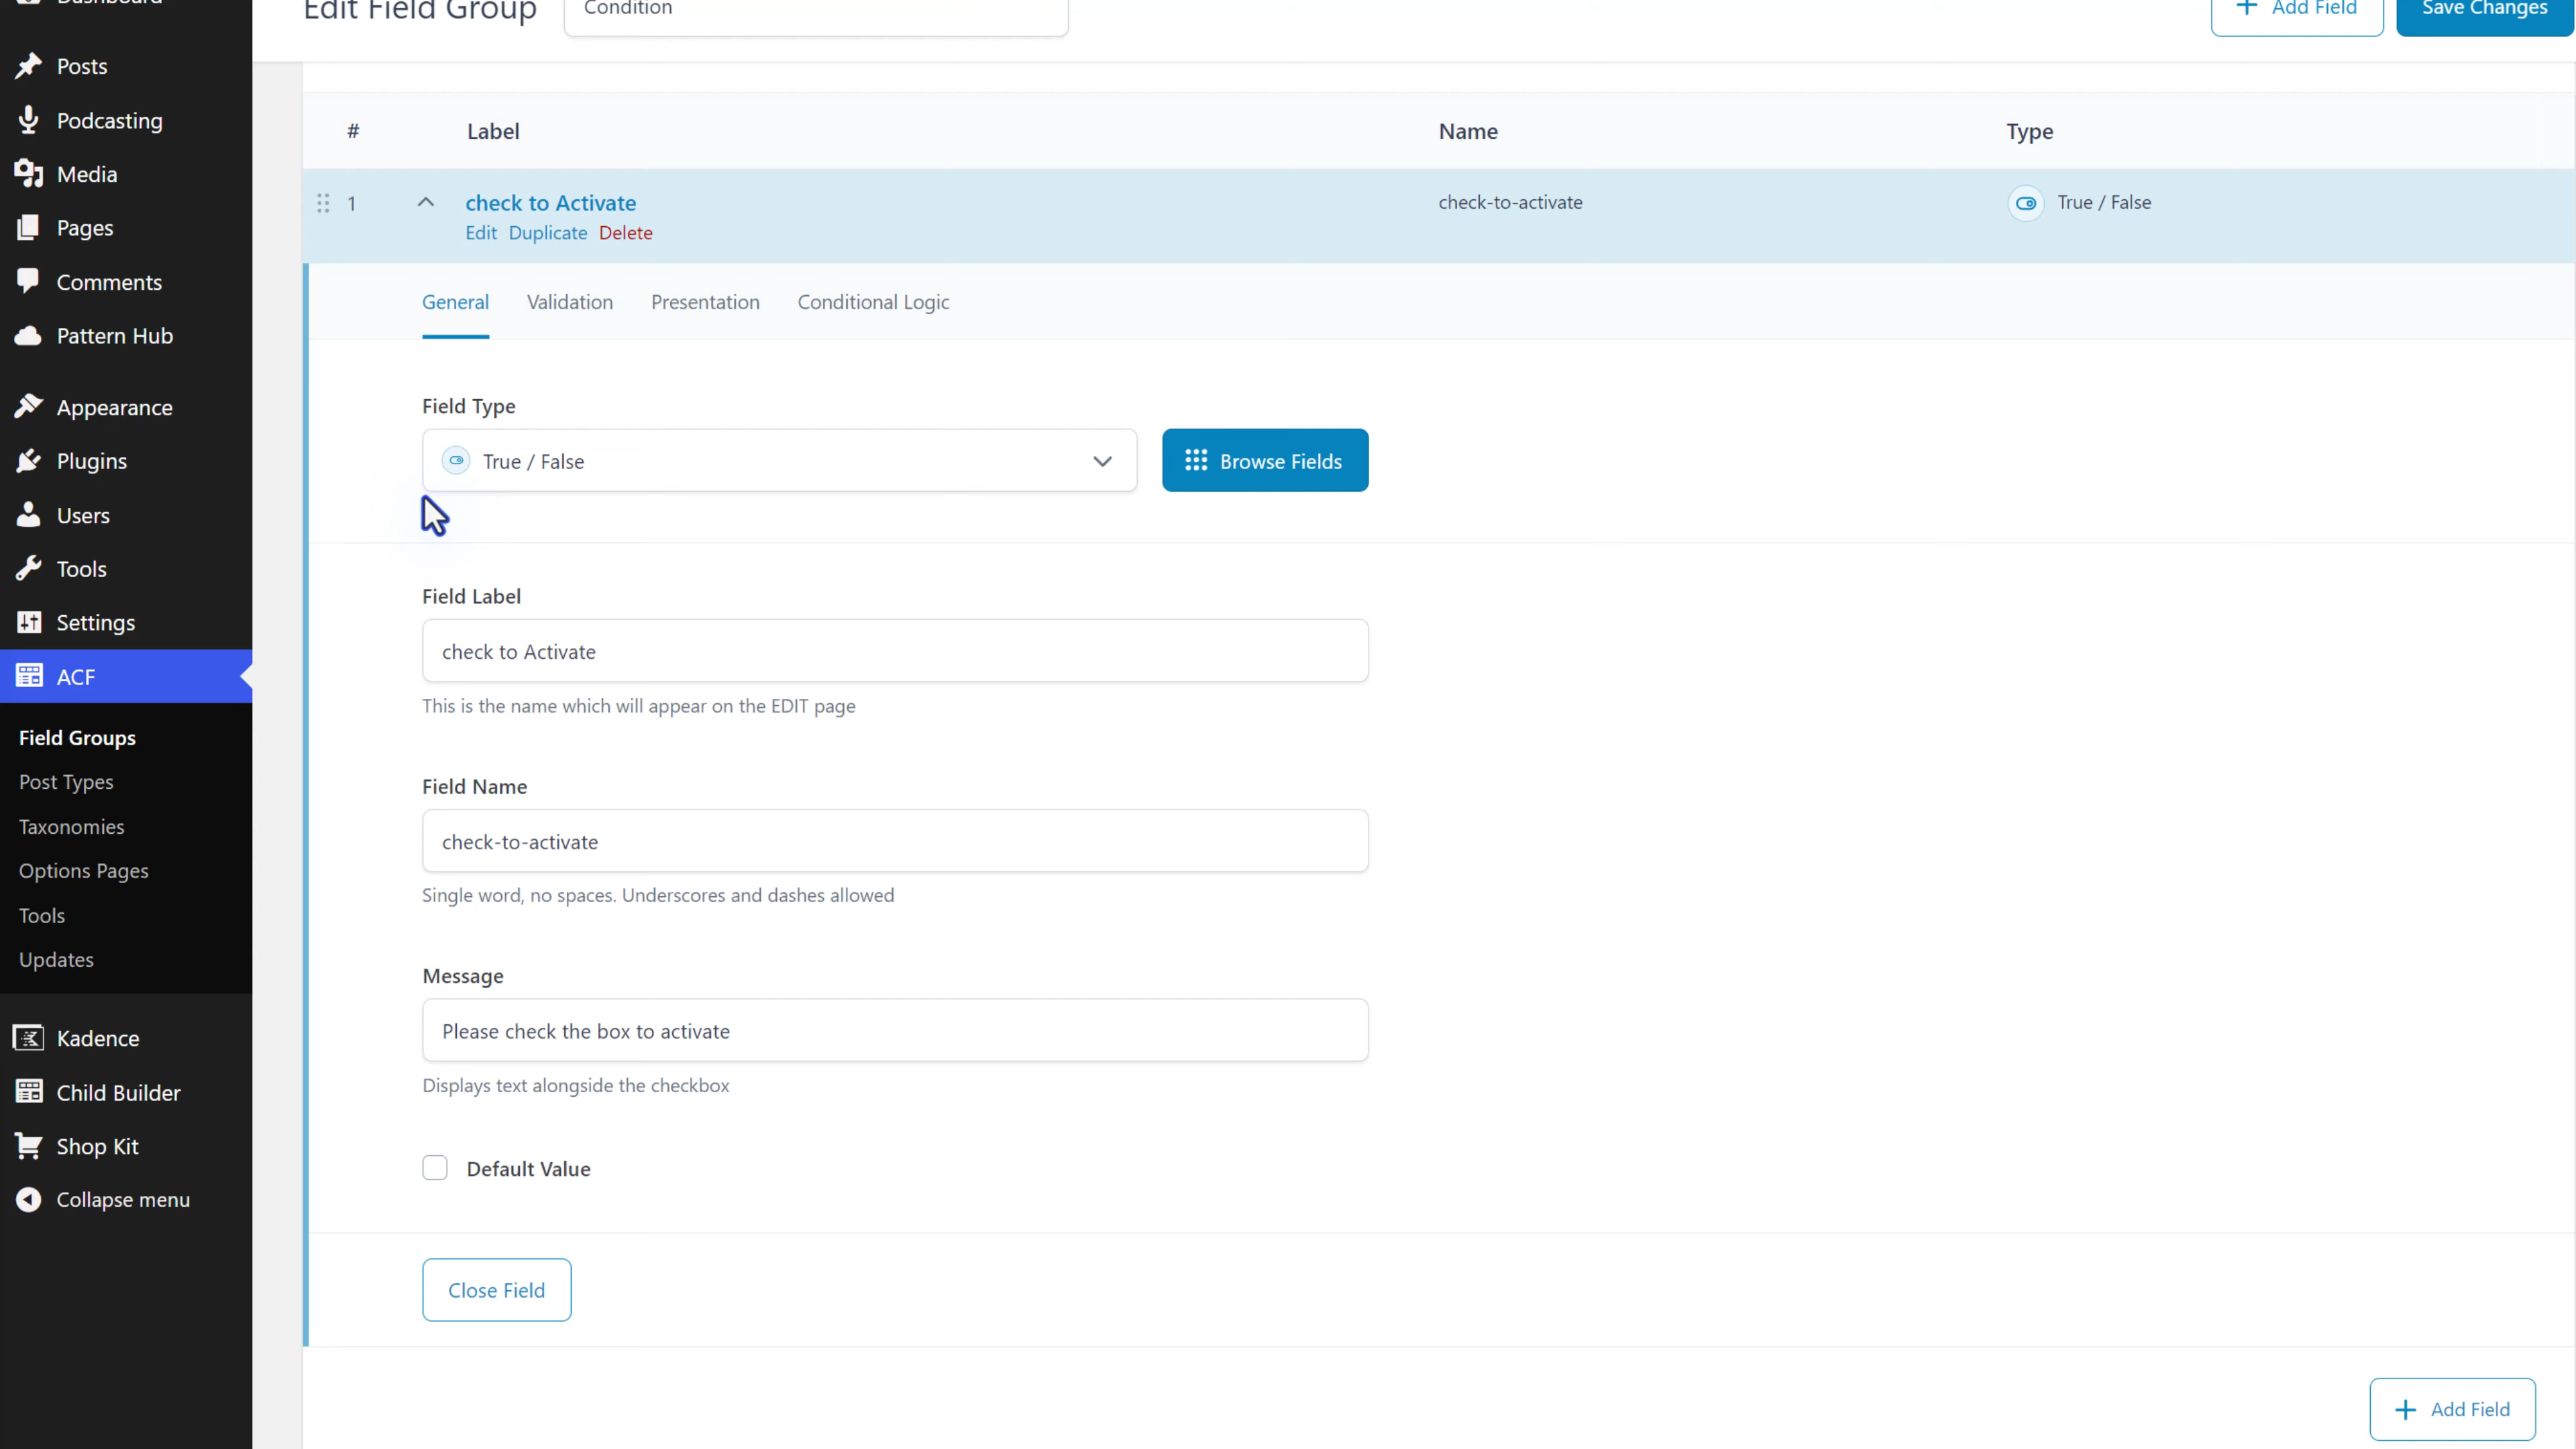 Dashboard
Posts
Podcasting
Media
Pages
Comments
Pattern Hub
Appearance
Plugins
Users
Tools
Settings
ACF
Field Groups
Post Types
Taxonomies
Options Pages
Tools
Updates
Kadence
Child Builder
Shop Kit
Collapse menu
Edit Field Group
Condition
+ Add Field
Save Changes
# Label Name Type
1 check to Activate check-to-activate True / False
Edit Duplicate Delete
General Validation Presentation Conditional Logic
Field Type
True / False
Browse Fields
Field Label
check to Activate
This is the name which will appear on the EDIT page
Field Name
check-to-activate
Single word, no spaces. Underscores and dashes allowed
Message
Please check the box to activate
Displays text alongside the checkbox
Default Value
Close Field
+ Add Field